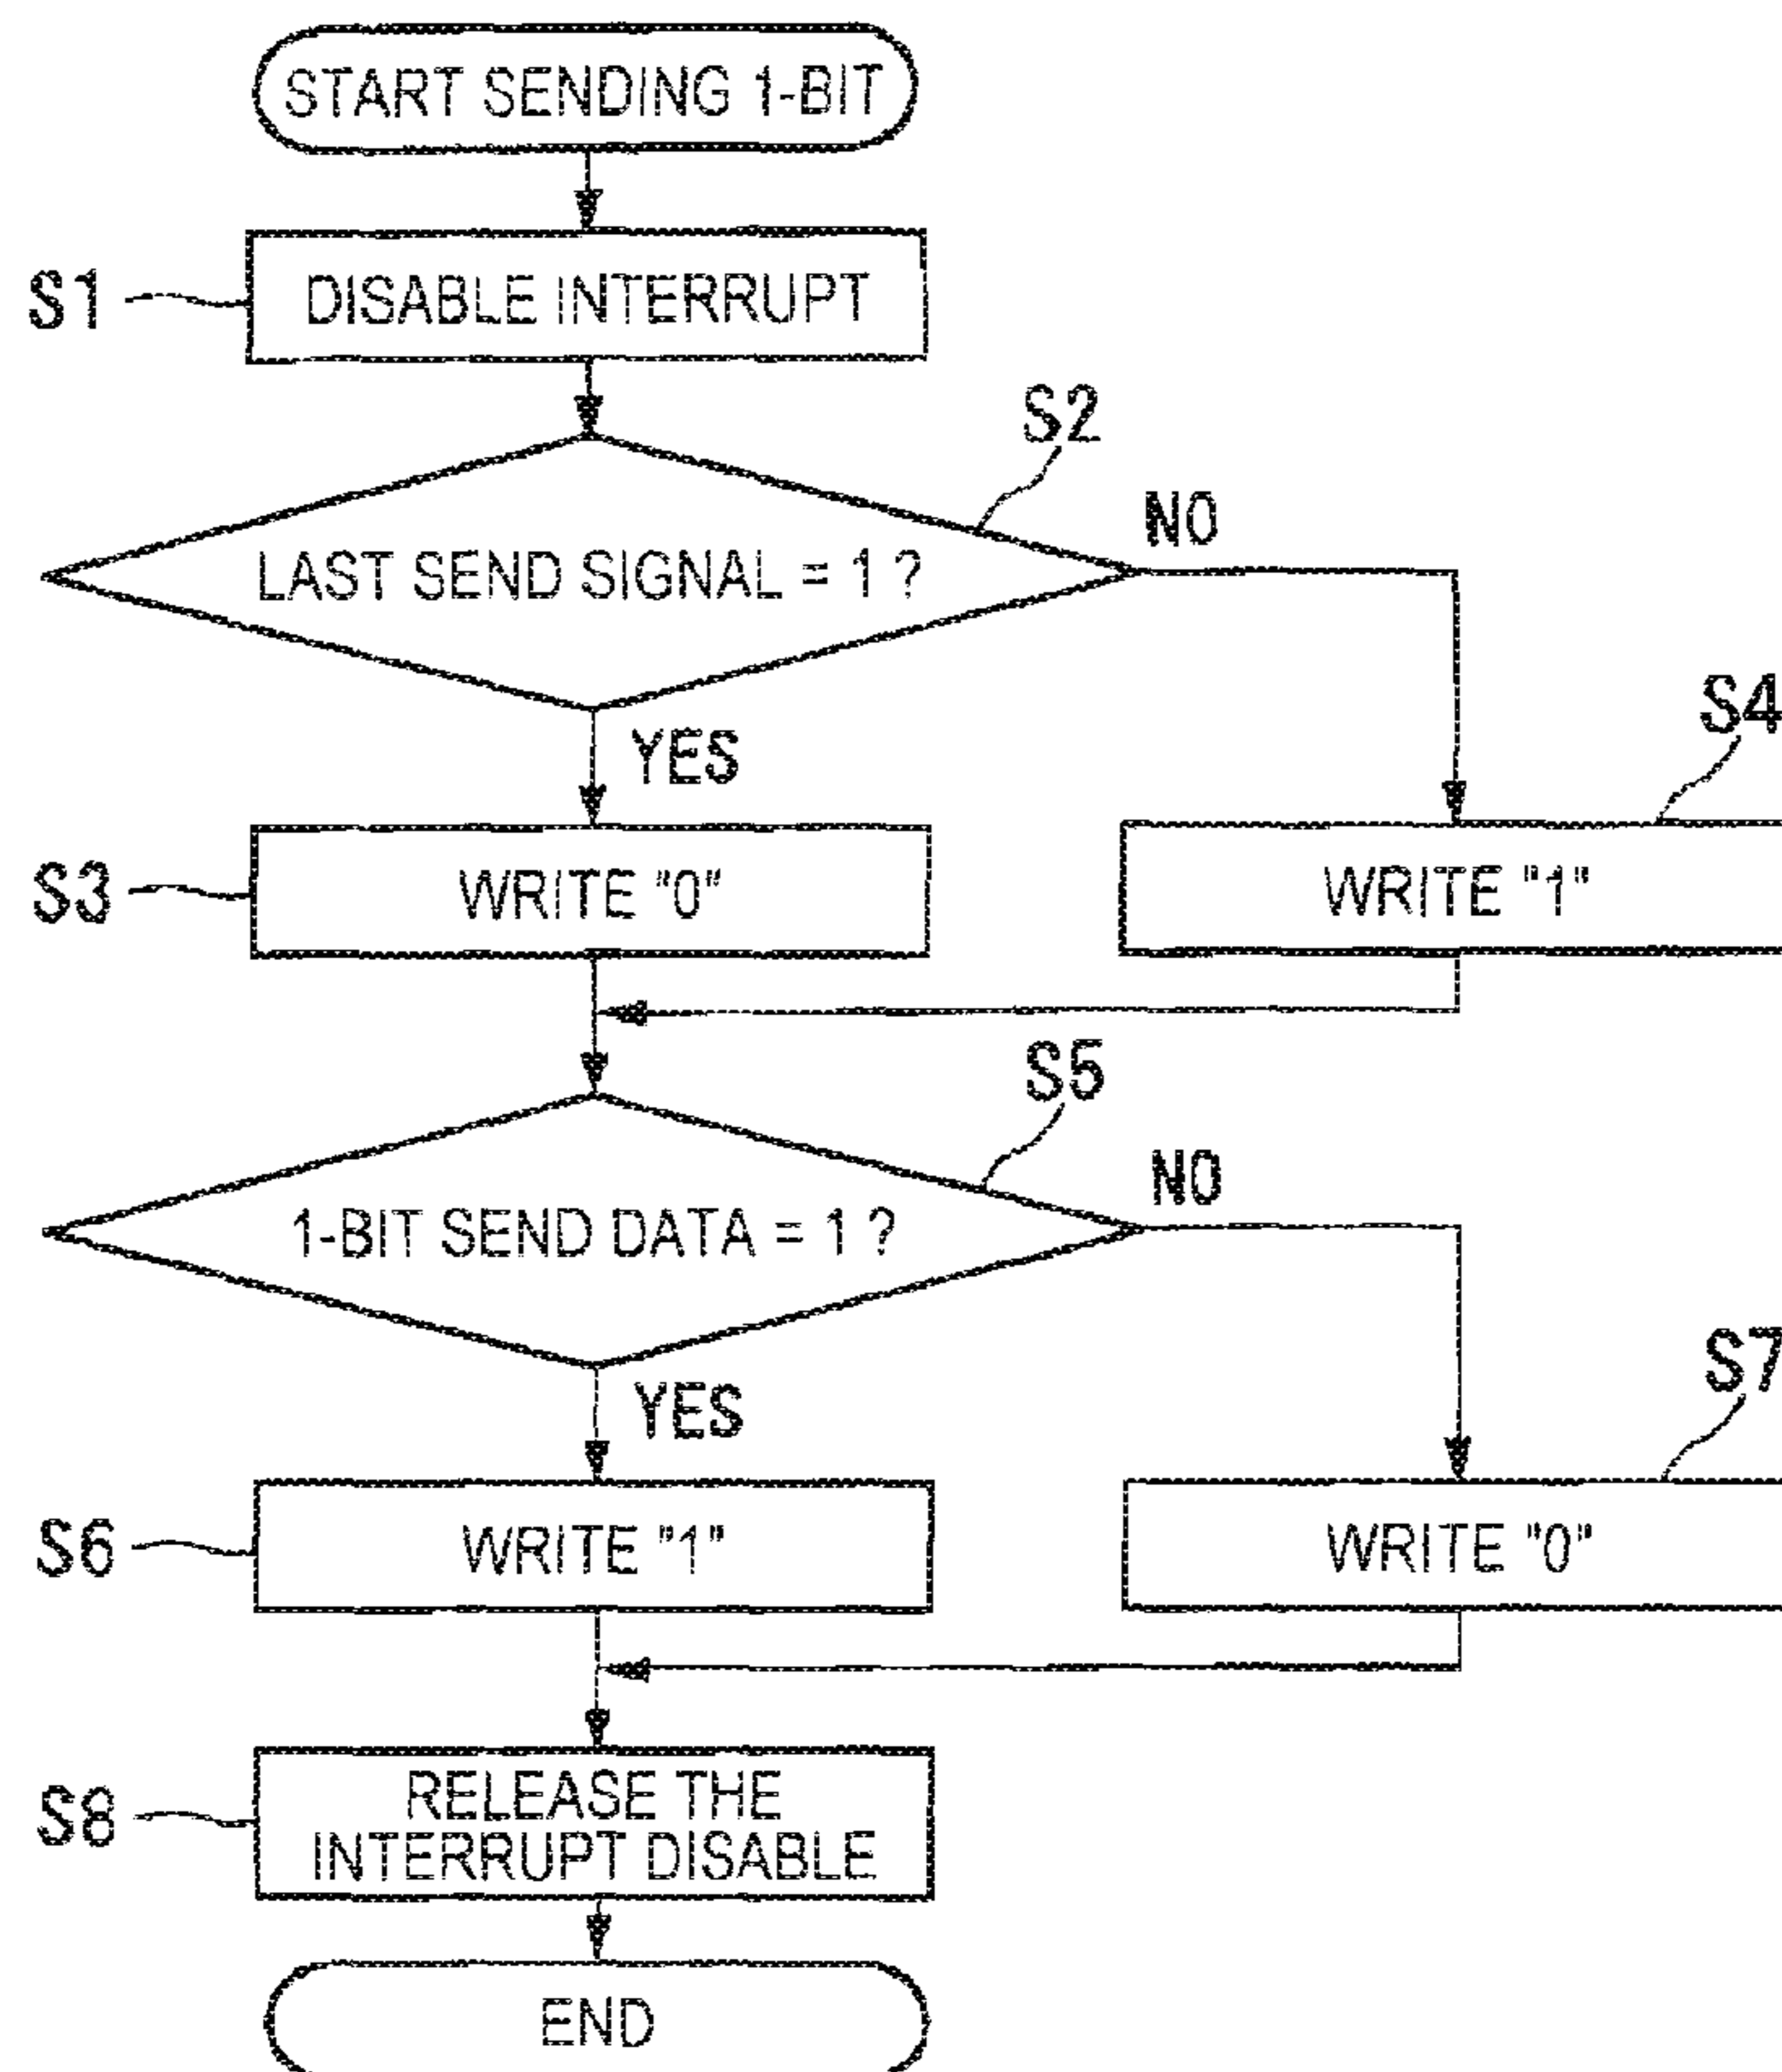 START SENDING 1-BIT
S1
DISABLE INTERRUPT
S2
LAST SEND SIGNAL = 1 ?
NO
YES
S4
S3
WRITE "0"
WRITE "1"
S5
1-BIT SEND DATA = 1 ?
NO
YES
S7
S6
WRITE "1"
WRITE "0"
S8
RELEASE THE
INTERRUPT DISABLE
END